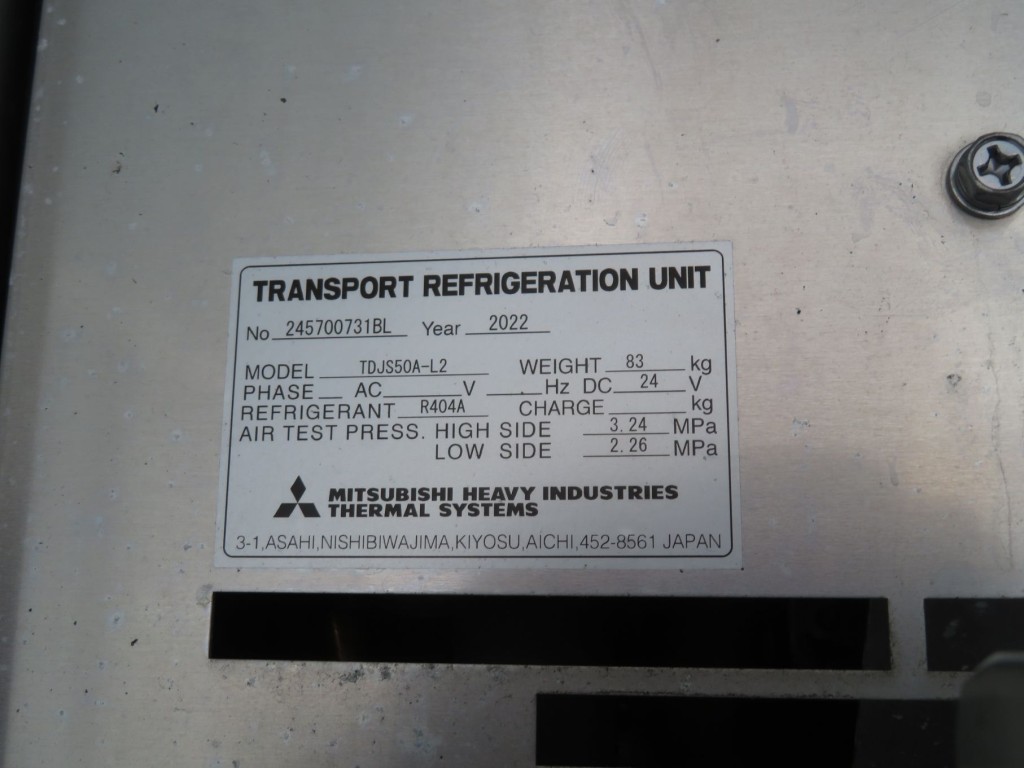 TRANSPORT REFRIGERATION UNIT
No 245700731BL Year 2022
MODEL TDJS50A-L2 WEIGHT 83 kg
PHASE AC V Hz DC 24 V
REFRIGERANT R404A CHARGE kg
AIR TEST PRESS. HIGH SIDE 3.24 MPa
LOW SIDE 2.26 MPa
MITSUBISHI HEAVY INDUSTRIES
THERMAL SYSTEMS
3-1,ASAHI,NISHIBIWAJIMA,KIYOSU,AICHI,452-8561 JAPAN